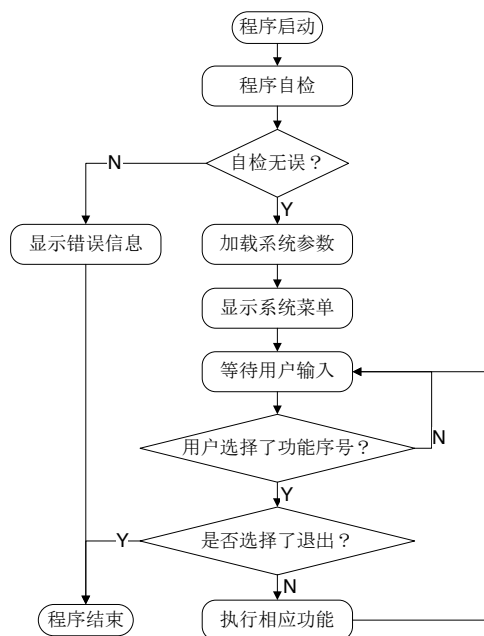 程序启动
程序自检
自检无误？
N
Y
显示错误信息
加载系统参数
显示系统菜单
等待用户输入
用户选择了功能序号？
N
Y
是否选择了退出？
Y
N
程序结束
执行相应功能